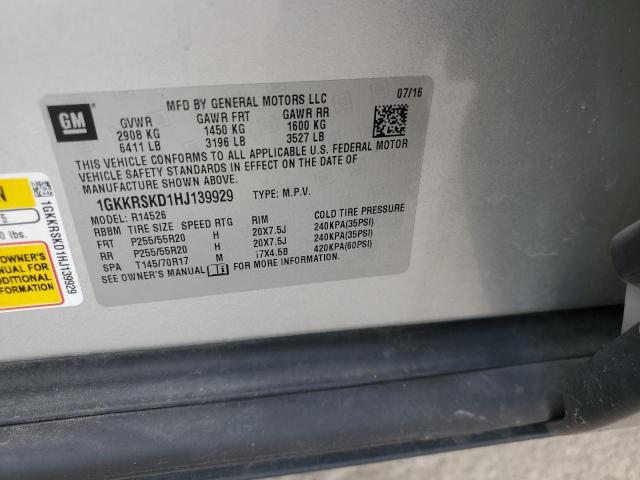 GM
MFD BY GENERAL MOTORS LLC
07/16
GVWR GAWR FRT GAWR RR
2908 KG 1450 KG 1600 KG
6411 LB 3196 LB 3527 LB
THIS VEHICLE CONFORMS TO ALL APPLICABLE U.S. FEDERAL MOTOR
VEHICLE SAFETY STANDARDS IN EFFECT ON THE DATE OF
MANUFACTURE SHOWN ABOVE.
1GKKRSKD1HJ139929 TYPE: M.P.V.
MODEL: R14526
RBBM TIRE SIZE SPEED RTG RIM COLD TIRE PRESSURE
FRT P255/55R20 H 20X7.5J 240KPA(35PSI)
RR P255/55R20 H 20X7.5J 240KPA(35PSI)
SPA T145/70R17 M 17X4.5B 420KPA(60PSI)
SEE OWNER'S MANUAL FOR MORE INFORMATION
1GKKRSKD1HJ139929
N
5
0 lbs.
OWNER'S
MANUAL FOR
ADDITIONAL
INFORMATION